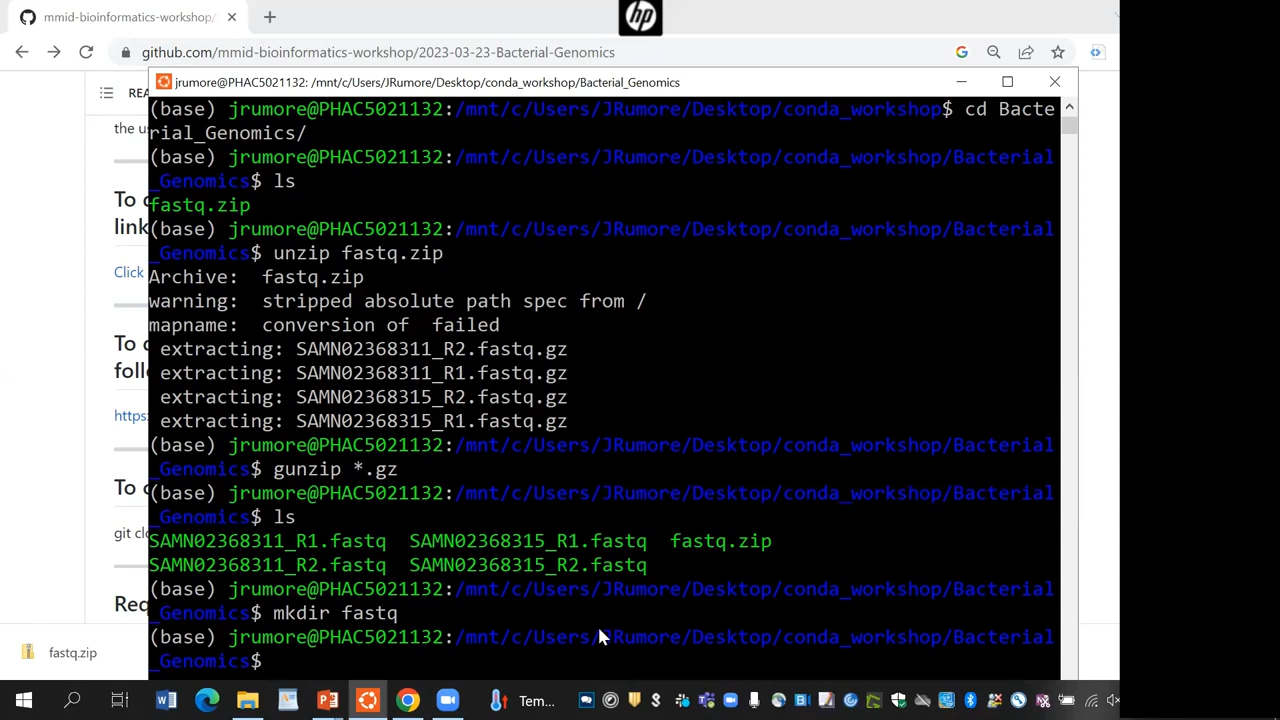 mmid-bioinformatics-workshop/2
hp
github.com/mmid-bioinformatics-workshop/2023-03-23-Bacterial-Genomics
jrumore@PHAC5021132: /mnt/c/Users/JRumore/Desktop/conda_workshop/Bacterial_Genomics
REA
the us
To c
link
Click
To c
follo
https:
To c
git clo
Req
(base) jrumore@PHAC5021132:/mnt/c/Users/JRumore/Desktop/conda_workshop$ cd Bacte
rial_Genomics/
(base) jrumore@PHAC5021132:/mnt/c/Users/JRumore/Desktop/conda_workshop/Bacterial
_Genomics$ ls
fastq.zip
(base) jrumore@PHAC5021132:/mnt/c/Users/JRumore/Desktop/conda_workshop/Bacterial
_Genomics$ unzip fastq.zip
Archive:  fastq.zip
warning:  stripped absolute path spec from /
mapname:  conversion of  failed
 extracting: SAMN02368311_R2.fastq.gz
 extracting: SAMN02368311_R1.fastq.gz
 extracting: SAMN02368315_R2.fastq.gz
 extracting: SAMN02368315_R1.fastq.gz
(base) jrumore@PHAC5021132:/mnt/c/Users/JRumore/Desktop/conda_workshop/Bacterial
_Genomics$ gunzip *.gz
(base) jrumore@PHAC5021132:/mnt/c/Users/JRumore/Desktop/conda_workshop/Bacterial
_Genomics$ ls
SAMN02368311_R1.fastq  SAMN02368315_R1.fastq  fastq.zip
SAMN02368311_R2.fastq  SAMN02368315_R2.fastq
(base) jrumore@PHAC5021132:/mnt/c/Users/JRumore/Desktop/conda_workshop/Bacterial
_Genomics$ mkdir fastq
(base) jrumore@PHAC5021132:/mnt/c/Users/JRumore/Desktop/conda_workshop/Bacterial
_Genomics$
fastq.zip
Tem...